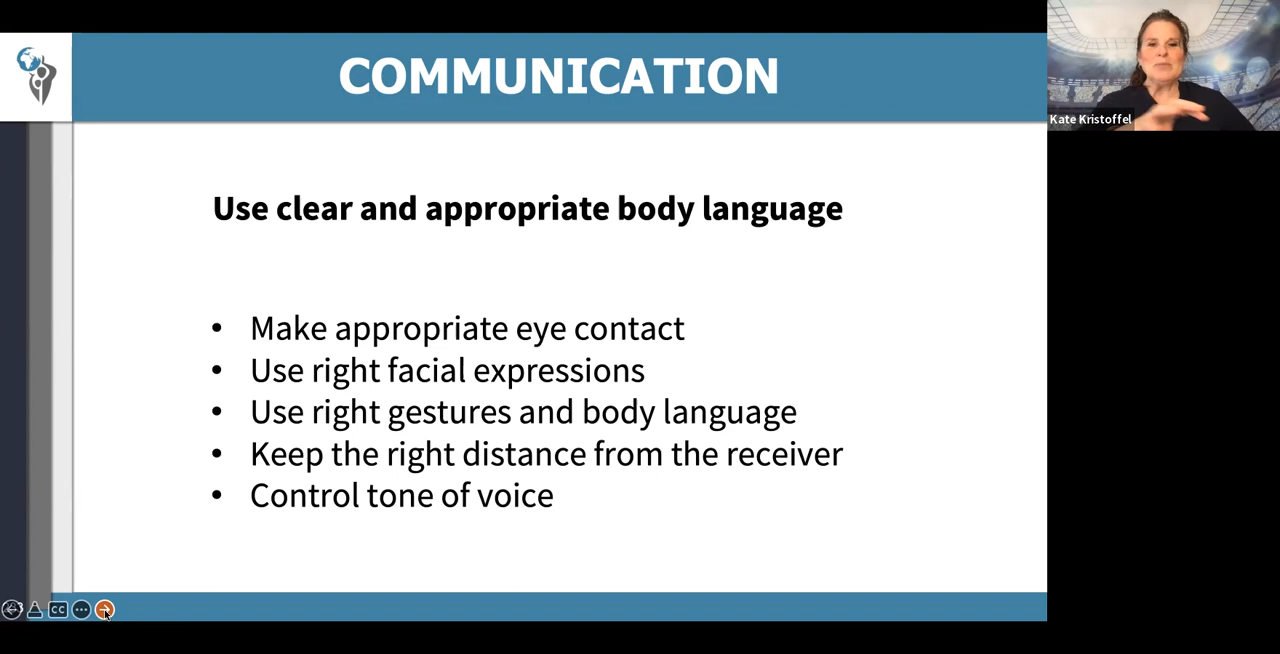 COMMUNICATION
Kate Kristoffel
Use clear and appropriate body language
• Make appropriate eye contact
• Use right facial expressions
• Use right gestures and body language
• Keep the right distance from the receiver
• Control tone of voice
CC